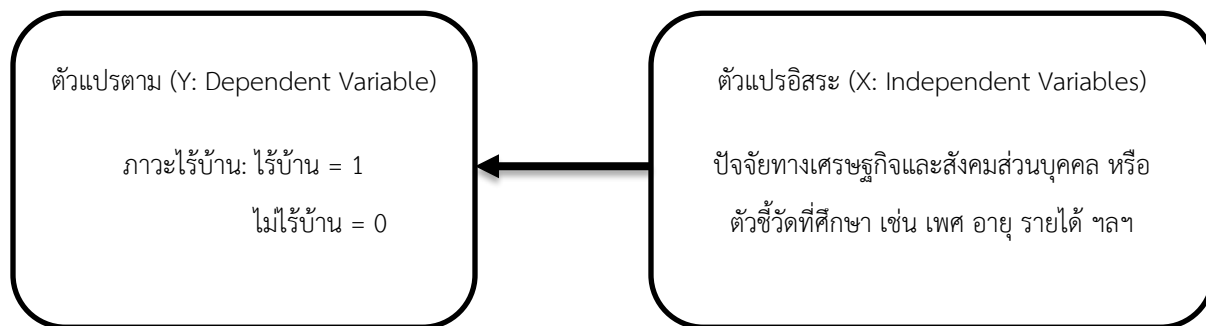 ตัวแปรตาม (Y: Dependent Variable)
ภาวะไร้บ้าน: ไร้บ้าน = 1
ไม่ไร้บ้าน = 0
ตัวแปรอิสระ (X: Independent Variables)
ปัจจัยทางเศรษฐกิจและสังคมส่วนบุคคล หรือ
ตัวชี้วัดที่ศึกษา เช่น เพศ อายุ รายได้ ฯลฯ